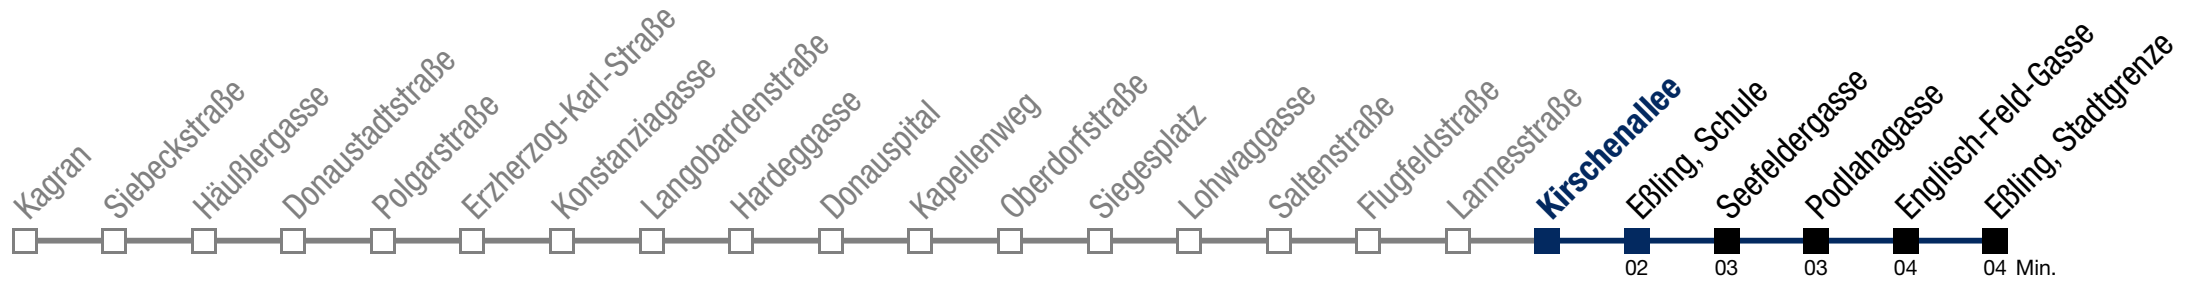 Kagran
Siebeckstraße
Häußlergasse
Donaustadtstraße
Polgarstraße
Erzherzog-Karl-Straße
Konstanziagasse
Langobardenstraße
Hardeggasse
Donauspital
Kapellenweg
Oberdorfstraße
Siegesplatz
Lohwaggasse
Saltenstraße
Flugfeldstraße
Lannesstraße
Kirschenallee
Eßling, Schule
Seefeldergasse
Podlahagasse
Englisch-Feld-Gasse
Eßling, Stadtgrenze
02 03 03 04 04 Min.